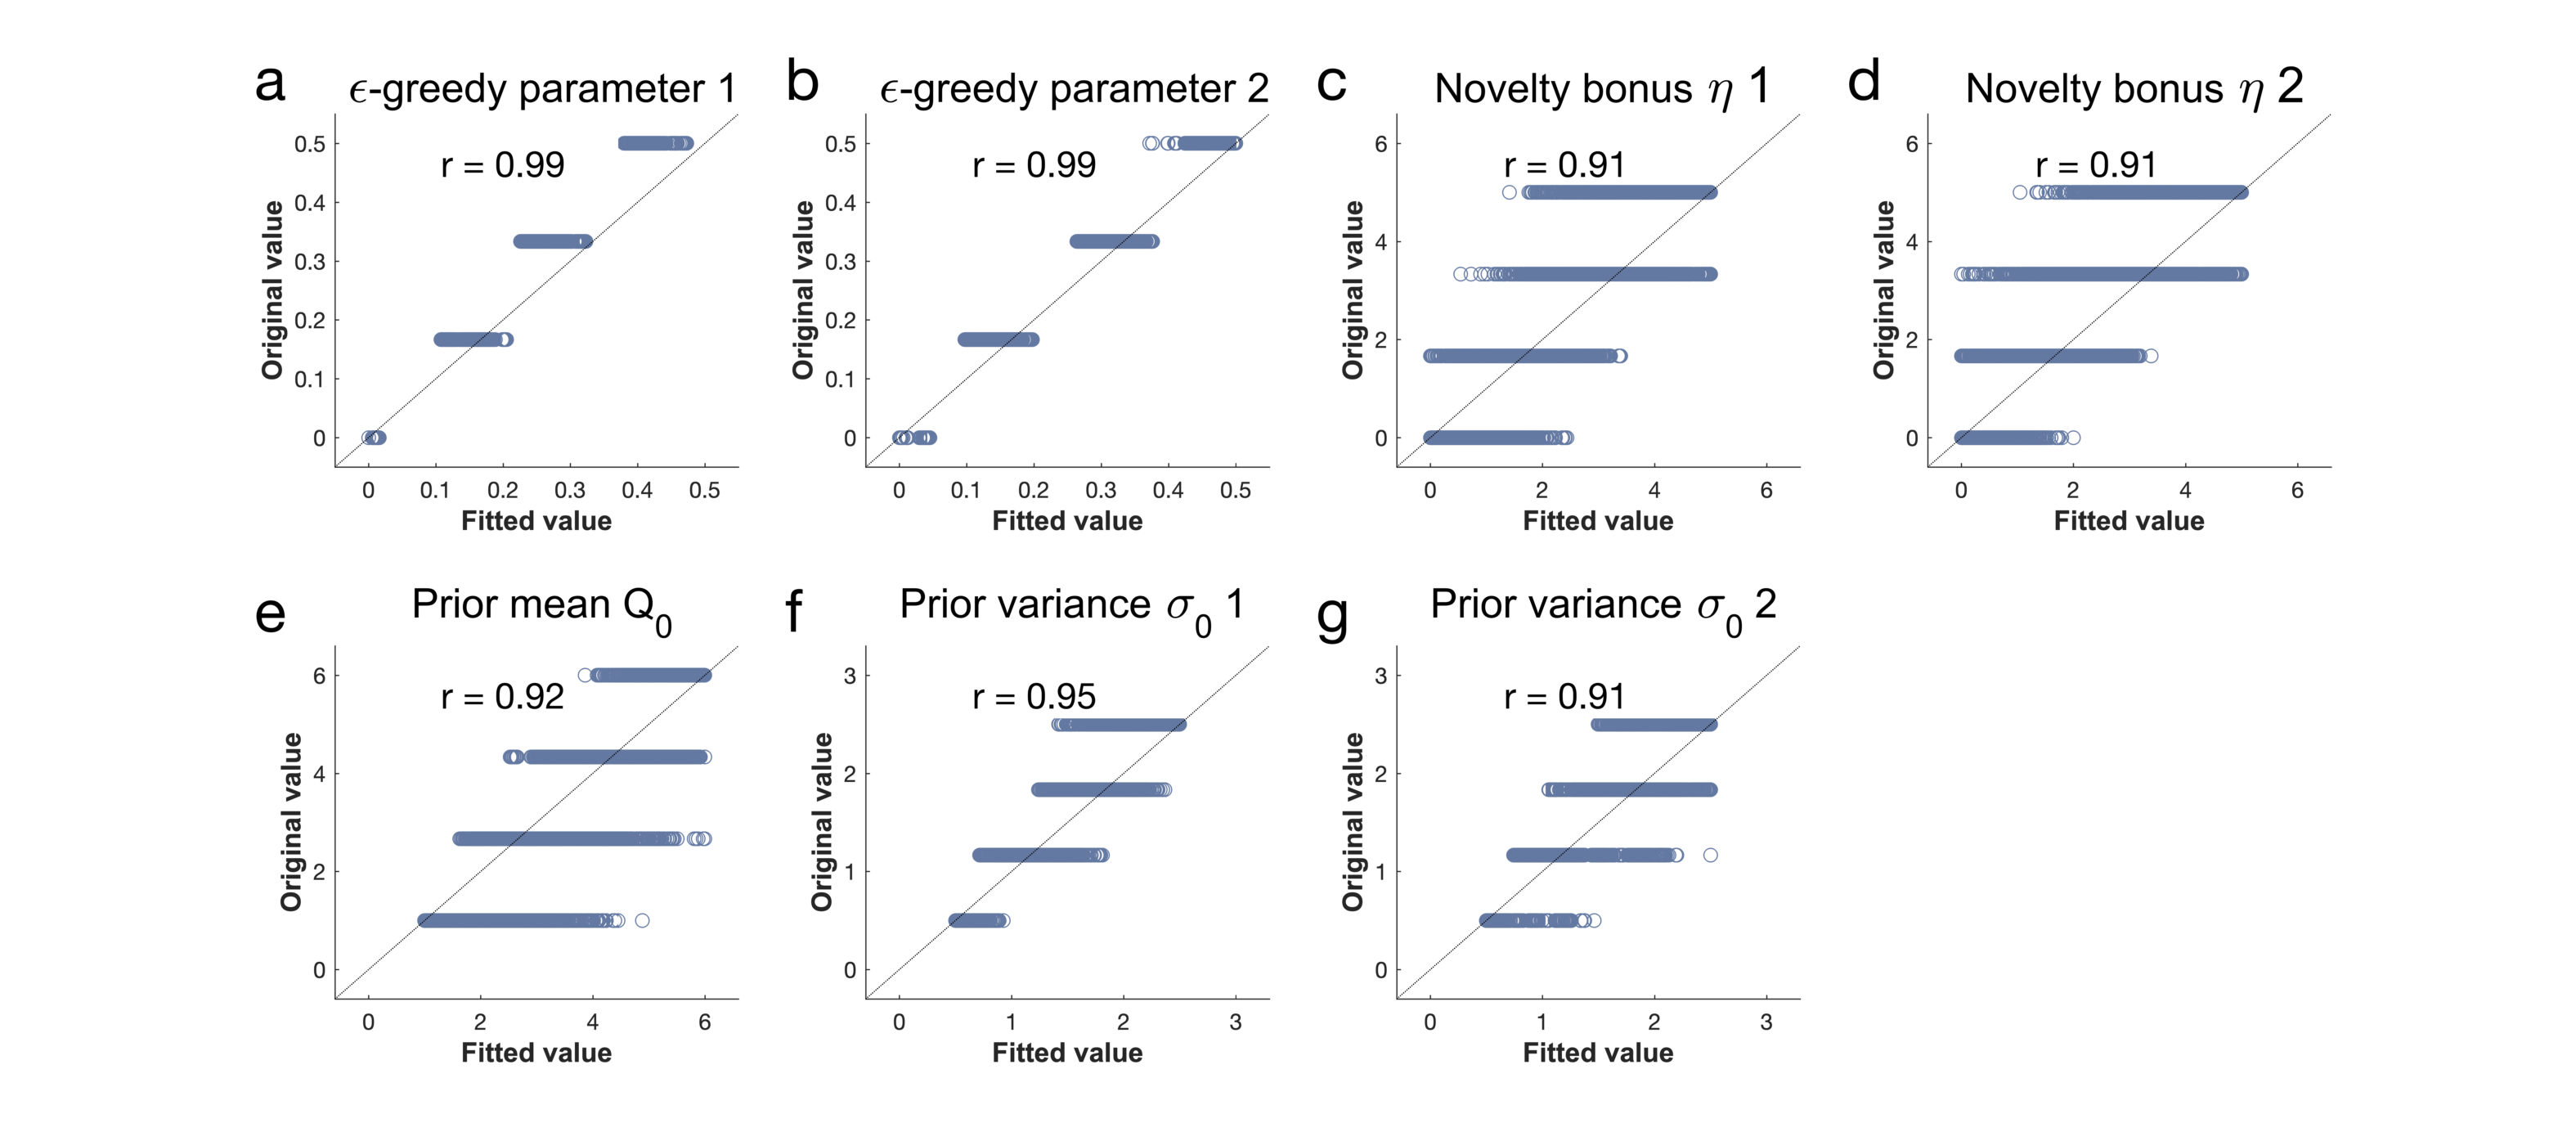 a
ϵ-greedy parameter 1
r = 0.99
0.5
0.4
0.3
0.2
0.1
0
Original value
0 0.1 0.2 0.3 0.4 0.5
Fitted value
b
ϵ-greedy parameter 2
r = 0.99
0.5
0.4
0.3
0.2
0.1
0
Original value
0 0.1 0.2 0.3 0.4 0.5
Fitted value
c
Novelty bonus η 1
r = 0.91
6
4
2
0
Original value
0 2 4 6
Fitted value
d
Novelty bonus η 2
r = 0.91
6
4
2
0
Original value
0 2 4 6
Fitted value
e
Prior mean Q₀
r = 0.92
6
4
2
0
Original value
0 2 4 6
Fitted value
f
Prior variance σ₀ 1
r = 0.95
3
2
1
0
Original value
0 1 2 3
Fitted value
g
Prior variance σ₀ 2
r = 0.91
3
2
1
0
Original value
0 1 2 3
Fitted value